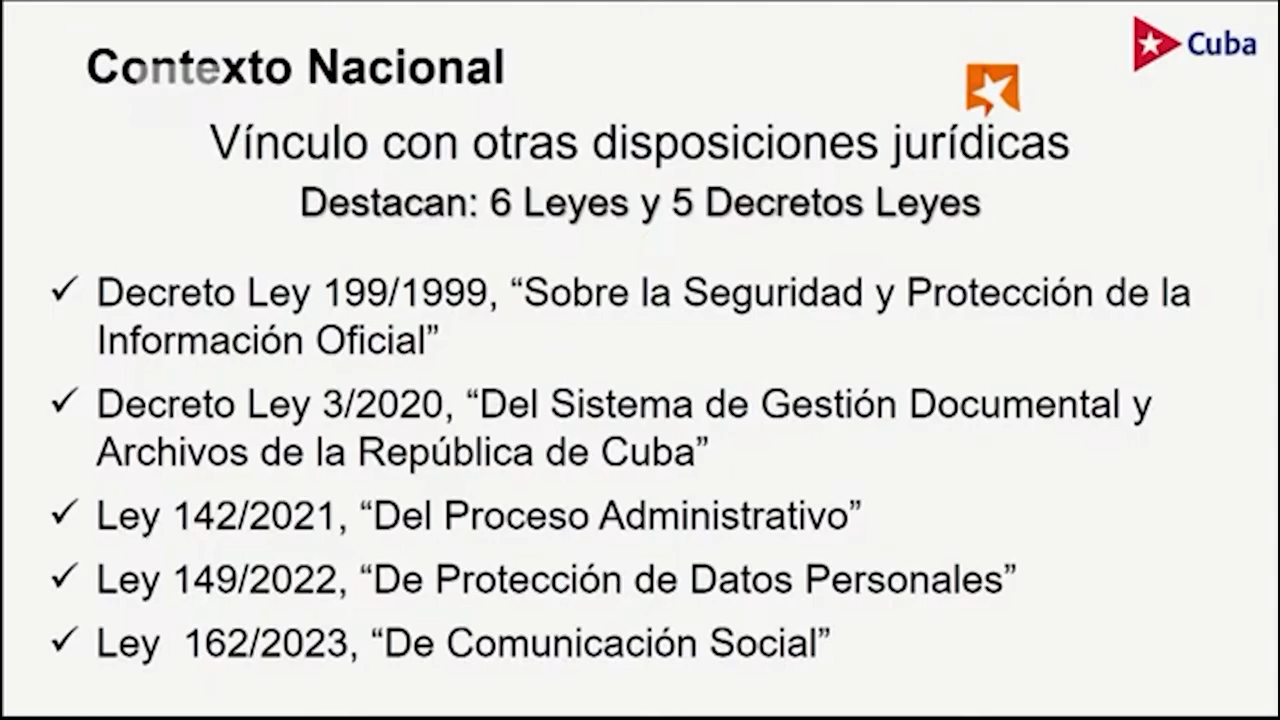 Contexto Nacional
Cuba
Vínculo con otras disposiciones jurídicas
Destacan: 6 Leyes y 5 Decretos Leyes
✓ Decreto Ley 199/1999, “Sobre la Seguridad y Protección de la
Información Oficial”
✓ Decreto Ley 3/2020, “Del Sistema de Gestión Documental y
Archivos de la República de Cuba”
✓ Ley 142/2021, “Del Proceso Administrativo”
✓ Ley 149/2022, “De Protección de Datos Personales”
✓ Ley 162/2023, “De Comunicación Social”